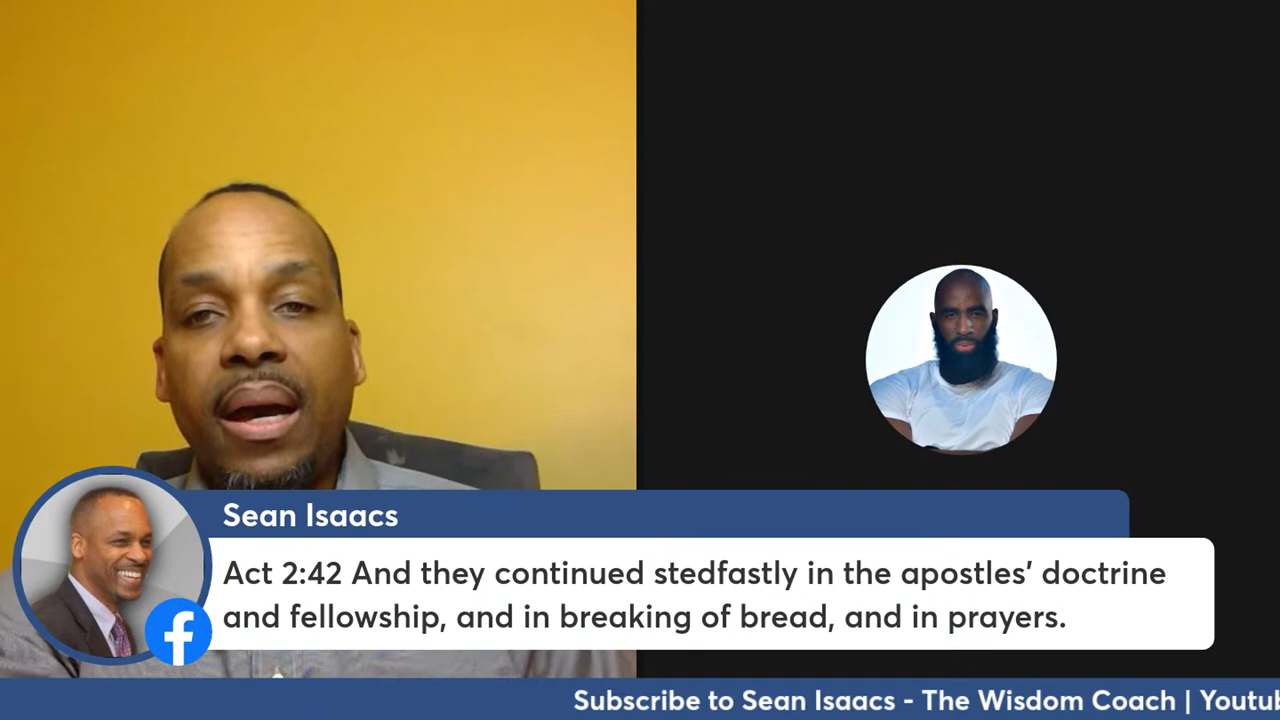 Sean Isaacs
Act 2:42 And they continued stedfastly in the apostles' doctrine
and fellowship, and in breaking of bread, and in prayers.
Subscribe to Sean Isaacs - The Wisdom Coach | Youtub